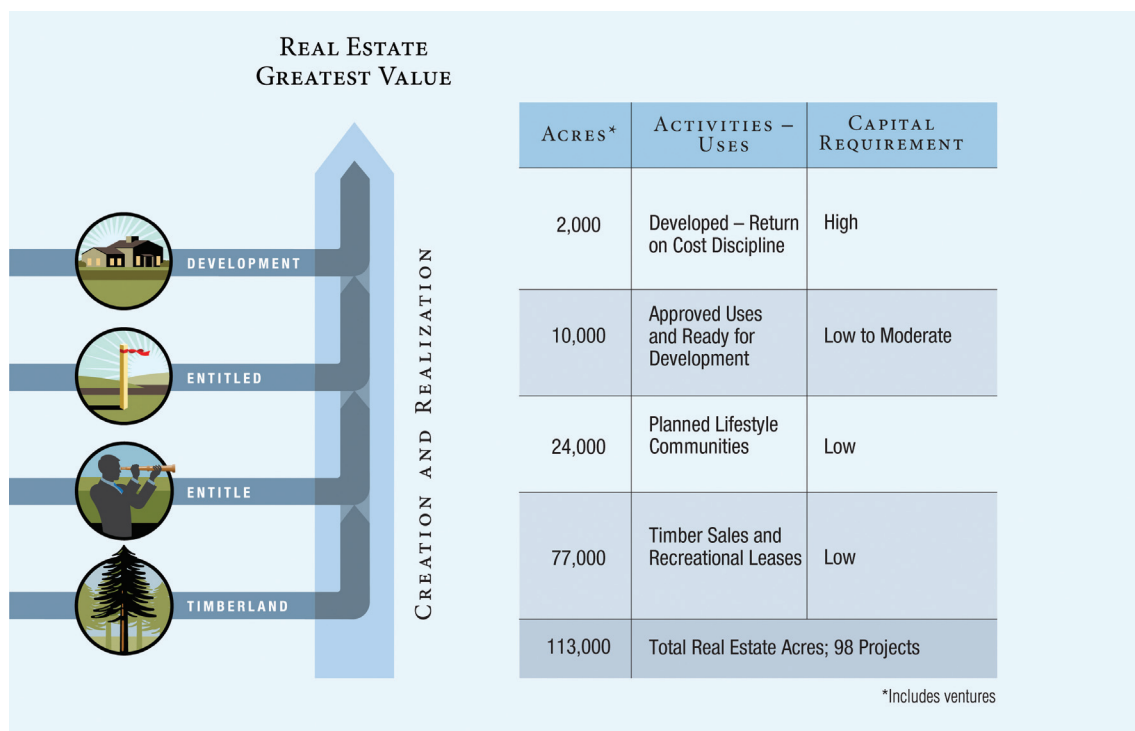 REAL ESTATE
GREATEST VALUE
DEVELOPMENT
ENTITLED
ENTITLE
TIMBERLAND
CREATION AND REALIZATION
ACRES*
ACTIVITIES –
USES
CAPITAL
REQUIREMENT
2,000
Developed – Return
on Cost Discipline
High
10,000
Approved Uses
and Ready for
Development
Low to Moderate
24,000
Planned Lifestyle
Communities
Low
77,000
Timber Sales and
Recreational Leases
Low
113,000
Total Real Estate Acres; 98 Projects
*Includes ventures